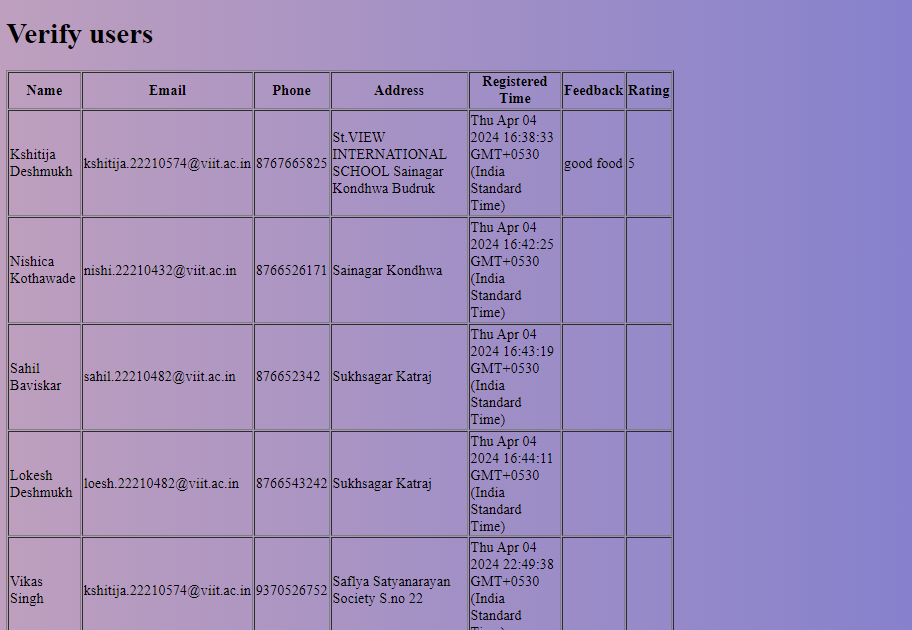 Verify users
Name Email Phone Address Registered Time Feedback Rating
Kshitija Deshmukh kshitija.22210574@viit.ac.in 8767665825 St.VIEW INTERNATIONAL SCHOOL Sainagar Kondhwa Budruk Thu Apr 04 2024 16:38:33 GMT+0530 (India Standard Time) good food 5
Nishica Kothawade nishi.22210432@viit.ac.in 8766526171 Sainagar Kondhwa Thu Apr 04 2024 16:42:25 GMT+0530 (India Standard Time)
Sahil Baviskar sahil.22210482@viit.ac.in 876652342 Sukhsagar Katraj Thu Apr 04 2024 16:43:19 GMT+0530 (India Standard Time)
Lokesh Deshmukh loesh.22210482@viit.ac.in 8766543242 Sukhsagar Katraj Thu Apr 04 2024 16:44:11 GMT+0530 (India Standard Time)
Vikas Singh kshitija.22210574@viit.ac.in 9370526752 Saflya Satyanarayan Society S.no 22 Thu Apr 04 2024 22:49:38 GMT+0530 (India Standard